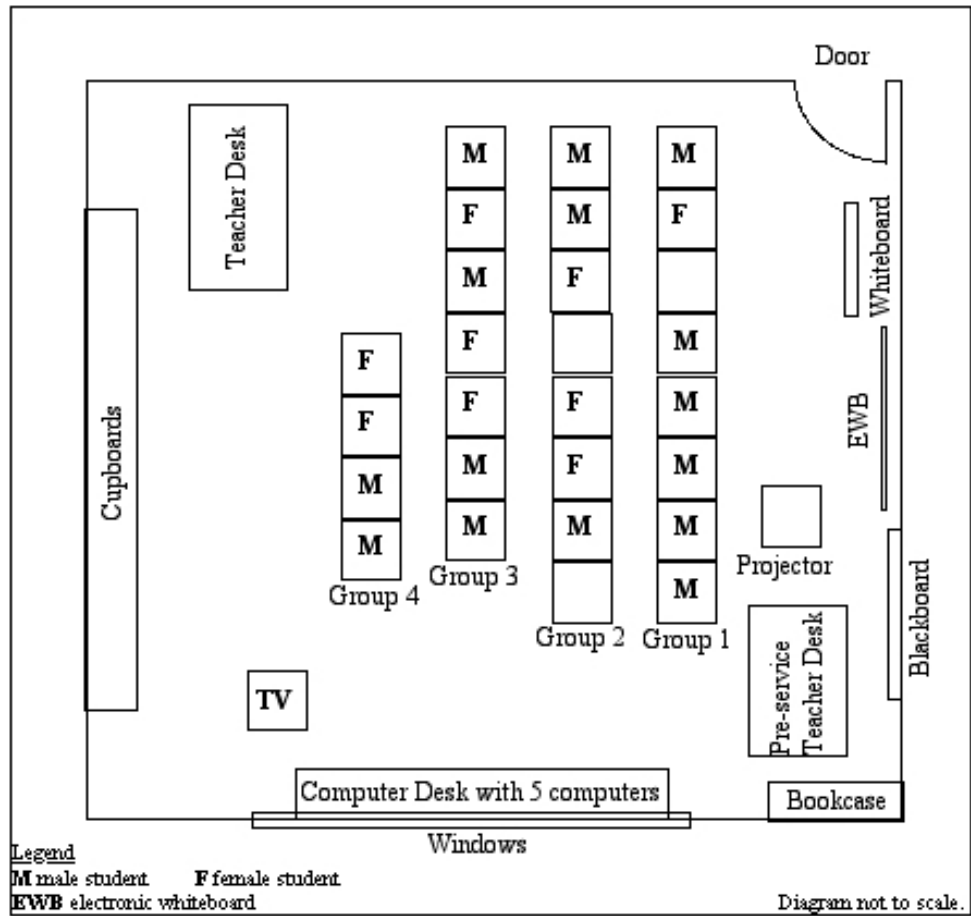 Door
Teacher Desk
M M M
F M F
M F
F M
F
F F M
F
M F M
M
M M M
M
M
Cupboards
Whiteboard
EWB
Projector
Group 4
Group 3
Group 2
Group 1
Blackboard
Pre-service
Teacher Desk
TV
Computer Desk with 5 computers
Bookcase
Windows
Legend
M male student F female student
EWB electronic whiteboard
Diagram not to scale.